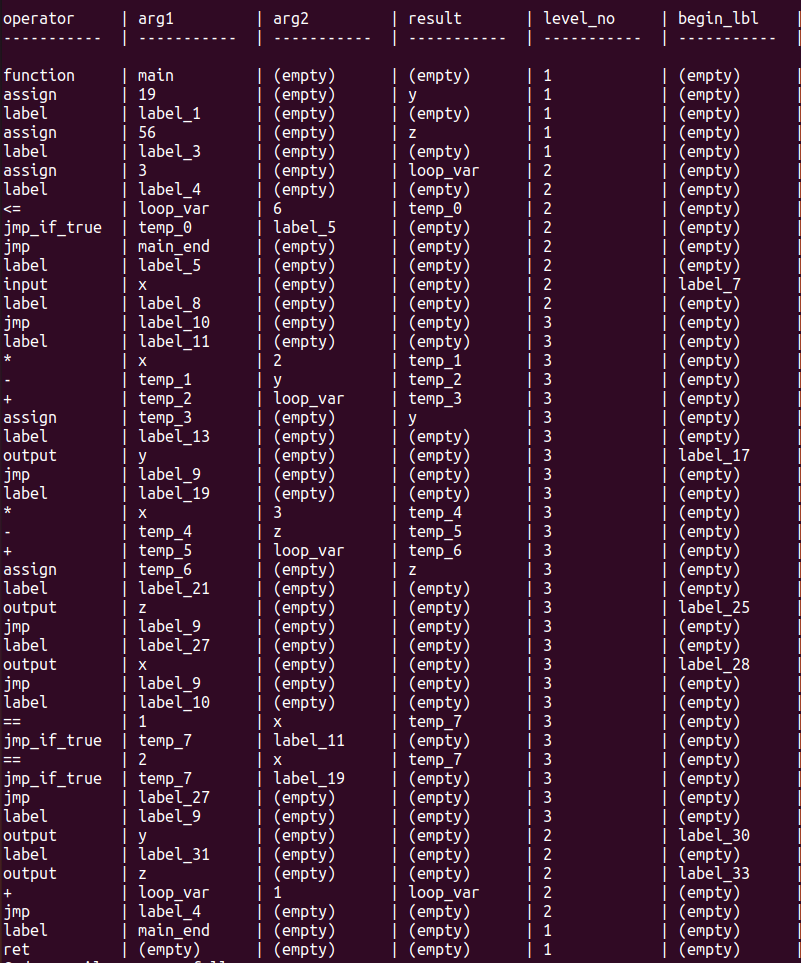 operator | arg1 | arg2 | result | level_no | begin_lbl |
----------- | ----------- | ----------- | ----------- | ----------- | ----------- |
function | main | (empty) | (empty) | 1 | (empty) |
assign | 19 | (empty) | y | 1 | (empty) |
label | label_1 | (empty) | (empty) | 1 | (empty) |
assign | 56 | (empty) | z | 1 | (empty) |
label | label_3 | (empty) | (empty) | 1 | (empty) |
assign | 3 | (empty) | loop_var | 2 | (empty) |
label | label_4 | (empty) | (empty) | 2 | (empty) |
<= | loop_var | 6 | temp_0 | 2 | (empty) |
jmp_if_true | temp_0 | label_5 | (empty) | 2 | (empty) |
jmp | main_end | (empty) | (empty) | 2 | (empty) |
label | label_5 | (empty) | (empty) | 2 | (empty) |
input | x | (empty) | (empty) | 2 | label_7 |
label | label_8 | (empty) | (empty) | 2 | (empty) |
jmp | label_10 | (empty) | (empty) | 3 | (empty) |
label | label_11 | (empty) | (empty) | 3 | (empty) |
* | x | 2 | temp_1 | 3 | (empty) |
- | temp_1 | y | temp_2 | 3 | (empty) |
+ | temp_2 | loop_var | temp_3 | 3 | (empty) |
assign | temp_3 | (empty) | y | 3 | (empty) |
label | label_13 | (empty) | (empty) | 3 | (empty) |
output | y | (empty) | (empty) | 3 | label_17 |
jmp | label_9 | (empty) | (empty) | 3 | (empty) |
label | label_19 | (empty) | (empty) | 3 | (empty) |
* | x | 3 | temp_4 | 3 | (empty) |
- | temp_4 | z | temp_5 | 3 | (empty) |
+ | temp_5 | loop_var | temp_6 | 3 | (empty) |
assign | temp_6 | (empty) | z | 3 | (empty) |
label | label_21 | (empty) | (empty) | 3 | (empty) |
output | z | (empty) | (empty) | 3 | label_25 |
jmp | label_9 | (empty) | (empty) | 3 | (empty) |
label | label_27 | (empty) | (empty) | 3 | (empty) |
output | x | (empty) | (empty) | 3 | label_28 |
jmp | label_9 | (empty) | (empty) | 3 | (empty) |
label | label_10 | (empty) | (empty) | 3 | (empty) |
== | 1 | x | temp_7 | 3 | (empty) |
jmp_if_true | temp_7 | label_11 | (empty) | 3 | (empty) |
== | 2 | x | temp_7 | 3 | (empty) |
jmp_if_true | temp_7 | label_19 | (empty) | 3 | (empty) |
jmp | label_27 | (empty) | (empty) | 3 | (empty) |
label | label_9 | (empty) | (empty) | 3 | (empty) |
output | y | (empty) | (empty) | 2 | label_30 |
label | label_31 | (empty) | (empty) | 2 | (empty) |
output | z | (empty) | (empty) | 2 | label_33 |
+ | loop_var | 1 | loop_var | 2 | (empty) |
jmp | label_4 | (empty) | (empty) | 2 | (empty) |
label | main_end | (empty) | (empty) | 1 | (empty) |
ret | (empty) | (empty) | (empty) | 1 | (empty) |